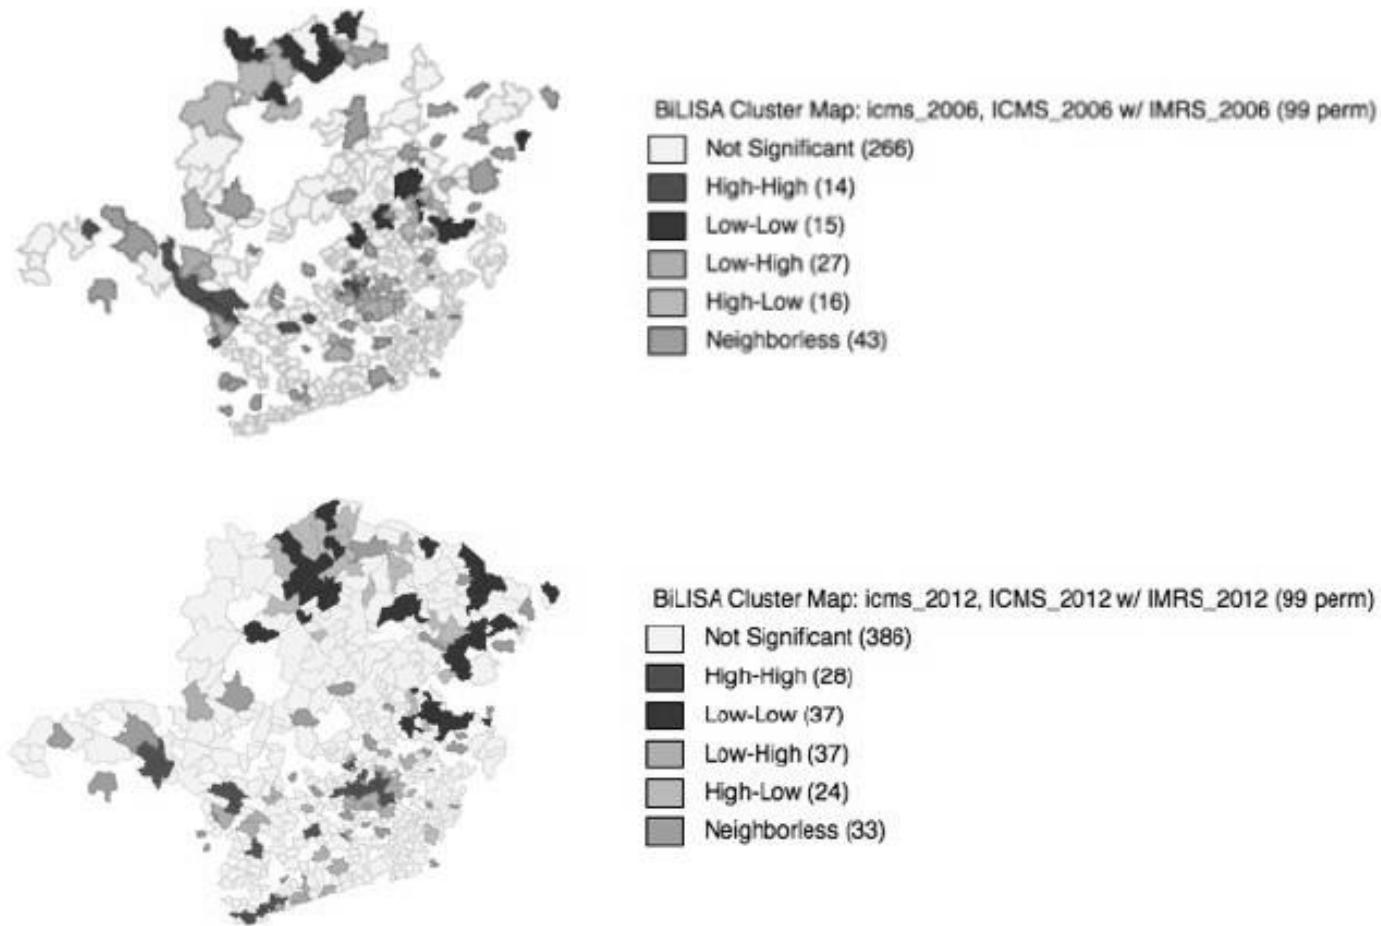 BiLISA Cluster Map: icms_2006, ICMS_2006 w/ IMRS_2006 (99 perm)
Not Significant (266)
High-High (14)
Low-Low (15)
Low-High (27)
High-Low (16)
Neighborless (43)
BiLISA Cluster Map: icms_2012, ICMS_2012 w/ IMRS_2012 (99 perm)
Not Significant (386)
High-High (28)
Low-Low (37)
Low-High (37)
High-Low (24)
Neighborless (33)